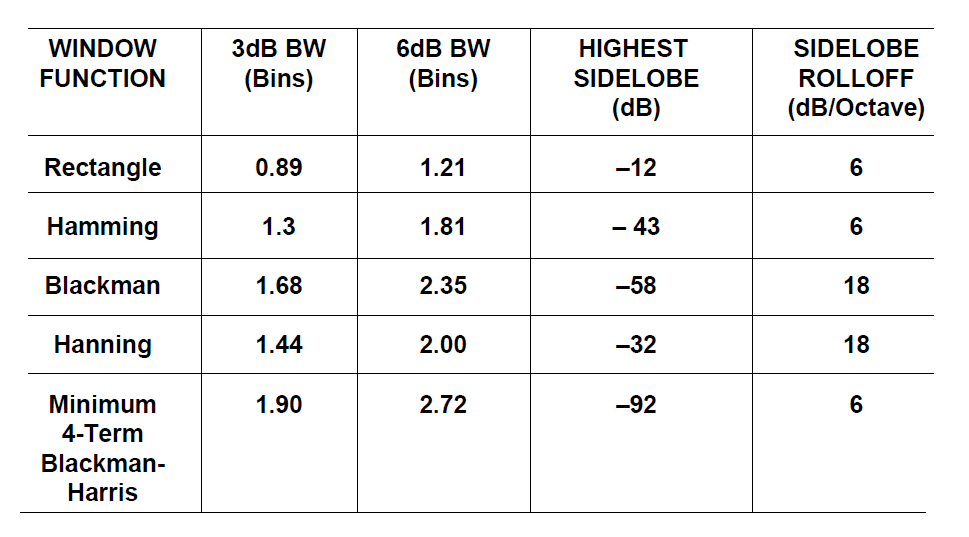 WINDOW FUNCTION 3dB BW (Bins) 6dB BW (Bins) HIGHEST SIDELOBE (dB) SIDELOBE ROLLOFF (dB/Octave)
Rectangle 0.89 1.21 –12 6
Hamming 1.3 1.81 – 43 6
Blackman 1.68 2.35 –58 18
Hanning 1.44 2.00 –32 18
Minimum 1.90 2.72 –92 6
4-Term
Blackman-
Harris